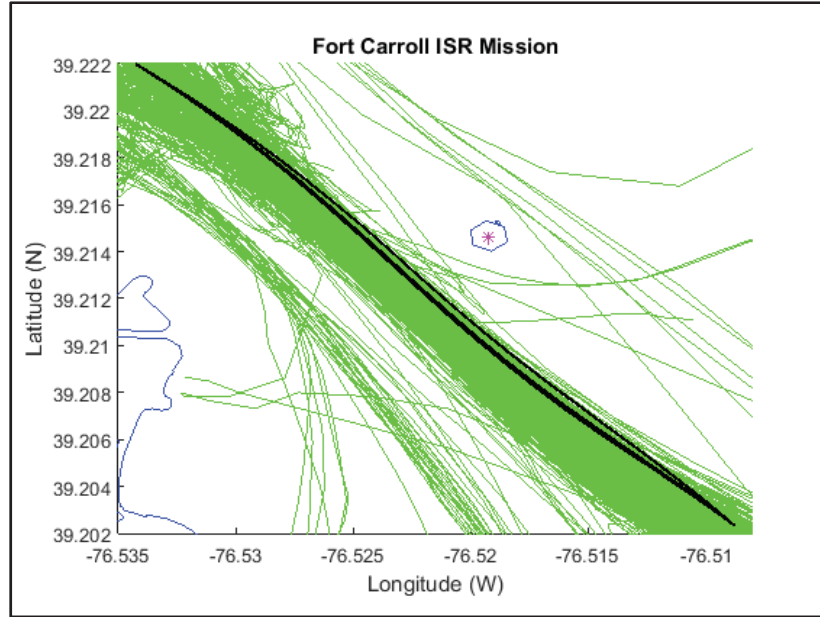 Fort Carroll ISR Mission
39.222
39.22
39.218
39.216
39.214
39.212
39.21
39.208
39.206
39.204
39.202
Latitude (N)
-76.535 -76.53 -76.525 -76.52 -76.515 -76.51
Longitude (W)